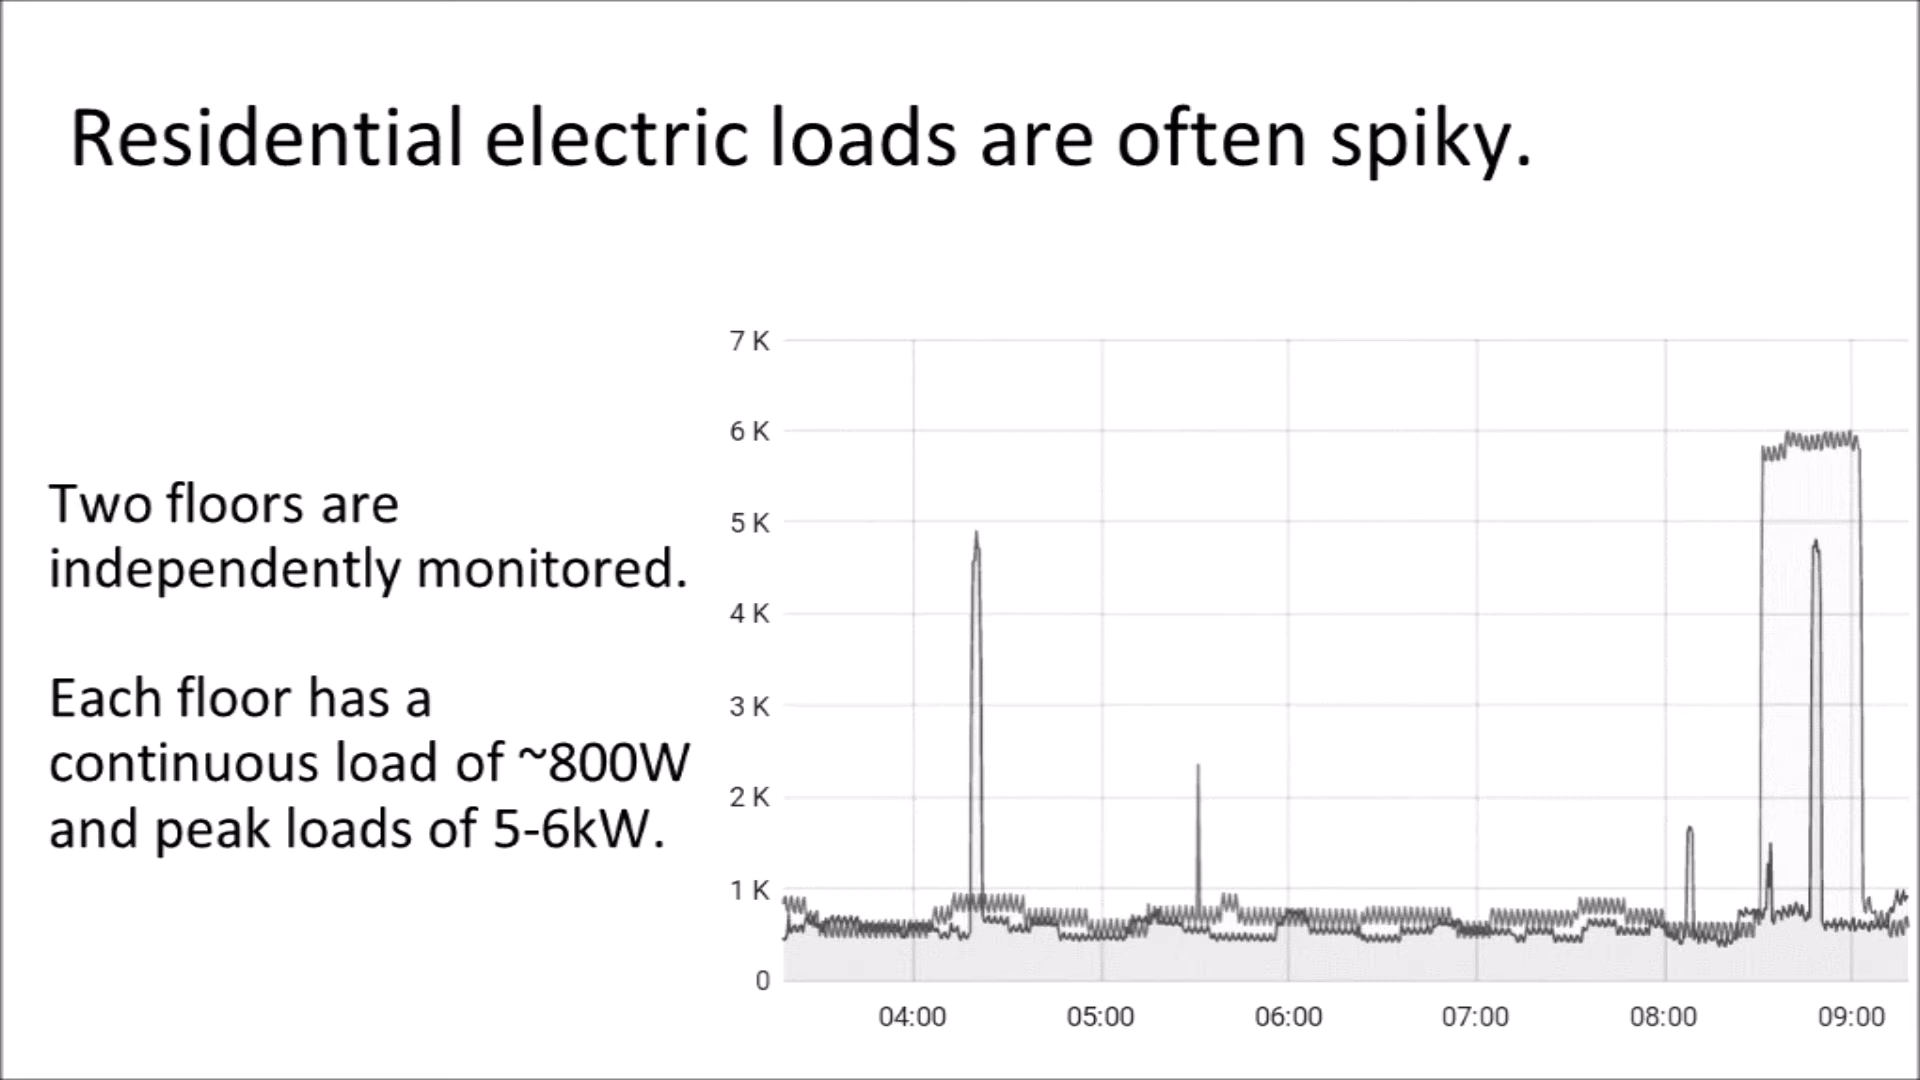 Residential electric loads are often spiky.
Two floors are
independently monitored.
Each floor has a
continuous load of ~800W
and peak loads of 5-6kW.
7 K
6 K
5 K
4 K
3 K
2 K
1 K
0
04:00 05:00 06:00 07:00 08:00 09:00